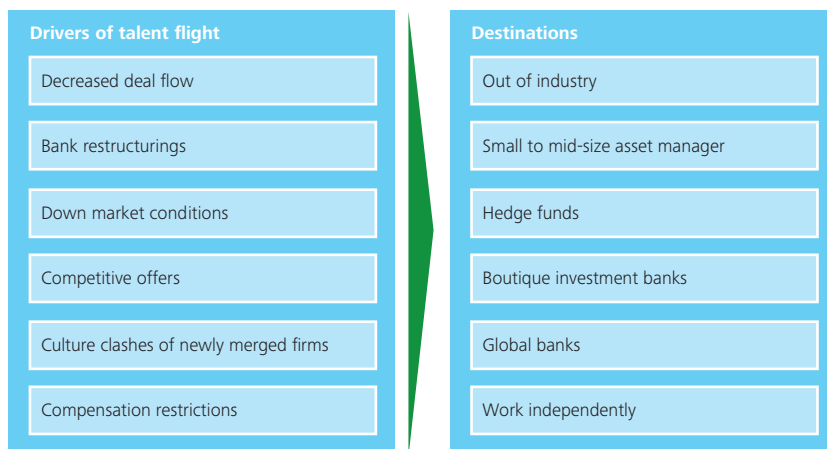 Drivers of talent flight
Decreased deal flow
Bank restructurings
Down market conditions
Competitive offers
Culture clashes of newly merged firms
Compensation restrictions
Destinations
Out of industry
Small to mid-size asset manager
Hedge funds
Boutique investment banks
Global banks
Work independently